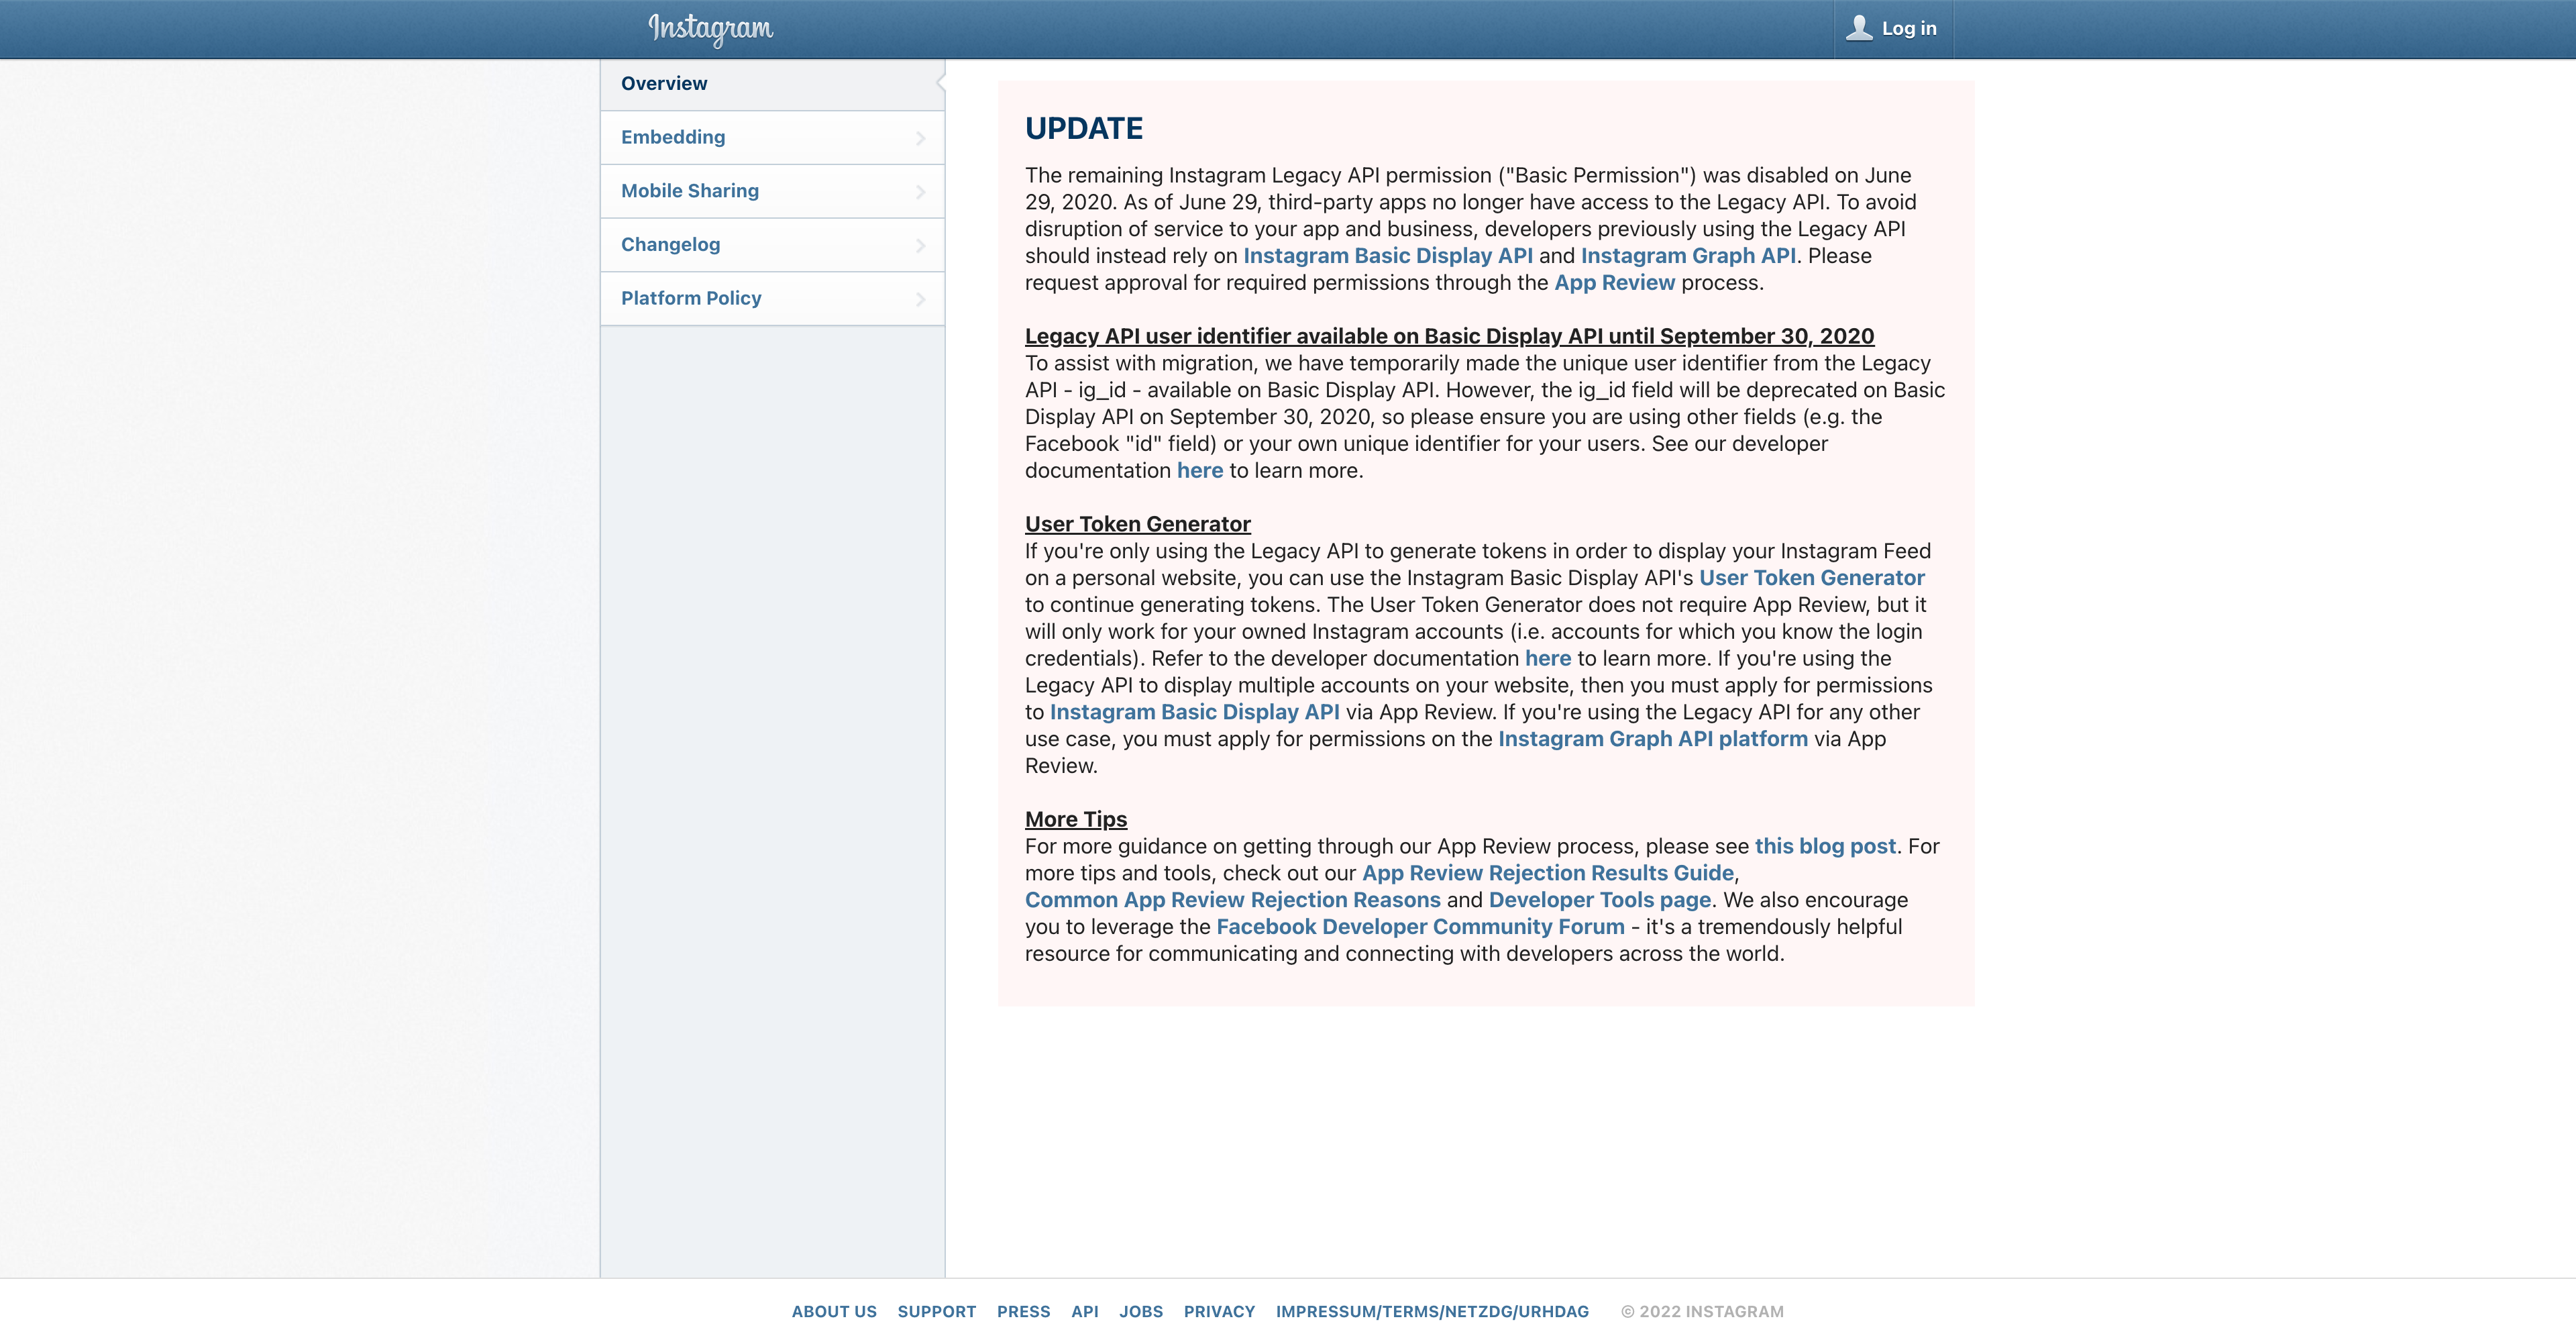 Instagram
Log in
Overview
Embedding
Mobile Sharing
Changelog
Platform Policy
UPDATE
The remaining Instagram Legacy API permission ("Basic Permission") was disabled on June
29, 2020. As of June 29, third-party apps no longer have access to the Legacy API. To avoid
disruption of service to your app and business, developers previously using the Legacy API
should instead rely on Instagram Basic Display API and Instagram Graph API. Please
request approval for required permissions through the App Review process.
Legacy API user identifier available on Basic Display API until September 30, 2020
To assist with migration, we have temporarily made the unique user identifier from the Legacy
API - ig_id - available on Basic Display API. However, the ig_id field will be deprecated on Basic
Display API on September 30, 2020, so please ensure you are using other fields (e.g. the
Facebook "id" field) or your own unique identifier for your users. See our developer
documentation here to learn more.
User Token Generator
If you're only using the Legacy API to generate tokens in order to display your Instagram Feed
on a personal website, you can use the Instagram Basic Display API's User Token Generator
to continue generating tokens. The User Token Generator does not require App Review, but it
will only work for your owned Instagram accounts (i.e. accounts for which you know the login
credentials). Refer to the developer documentation here to learn more. If you're using the
Legacy API to display multiple accounts on your website, then you must apply for permissions
to Instagram Basic Display API via App Review. If you're using the Legacy API for any other
use case, you must apply for permissions on the Instagram Graph API platform via App
Review.
More Tips
For more guidance on getting through our App Review process, please see this blog post. For
more tips and tools, check out our App Review Rejection Results Guide,
Common App Review Rejection Reasons and Developer Tools page. We also encourage
you to leverage the Facebook Developer Community Forum - it's a tremendously helpful
resource for communicating and connecting with developers across the world.
ABOUT US SUPPORT PRESS API JOBS PRIVACY IMPRESSUM/TERMS/NETZDG/URHDAG © 2022 INSTAGRAM